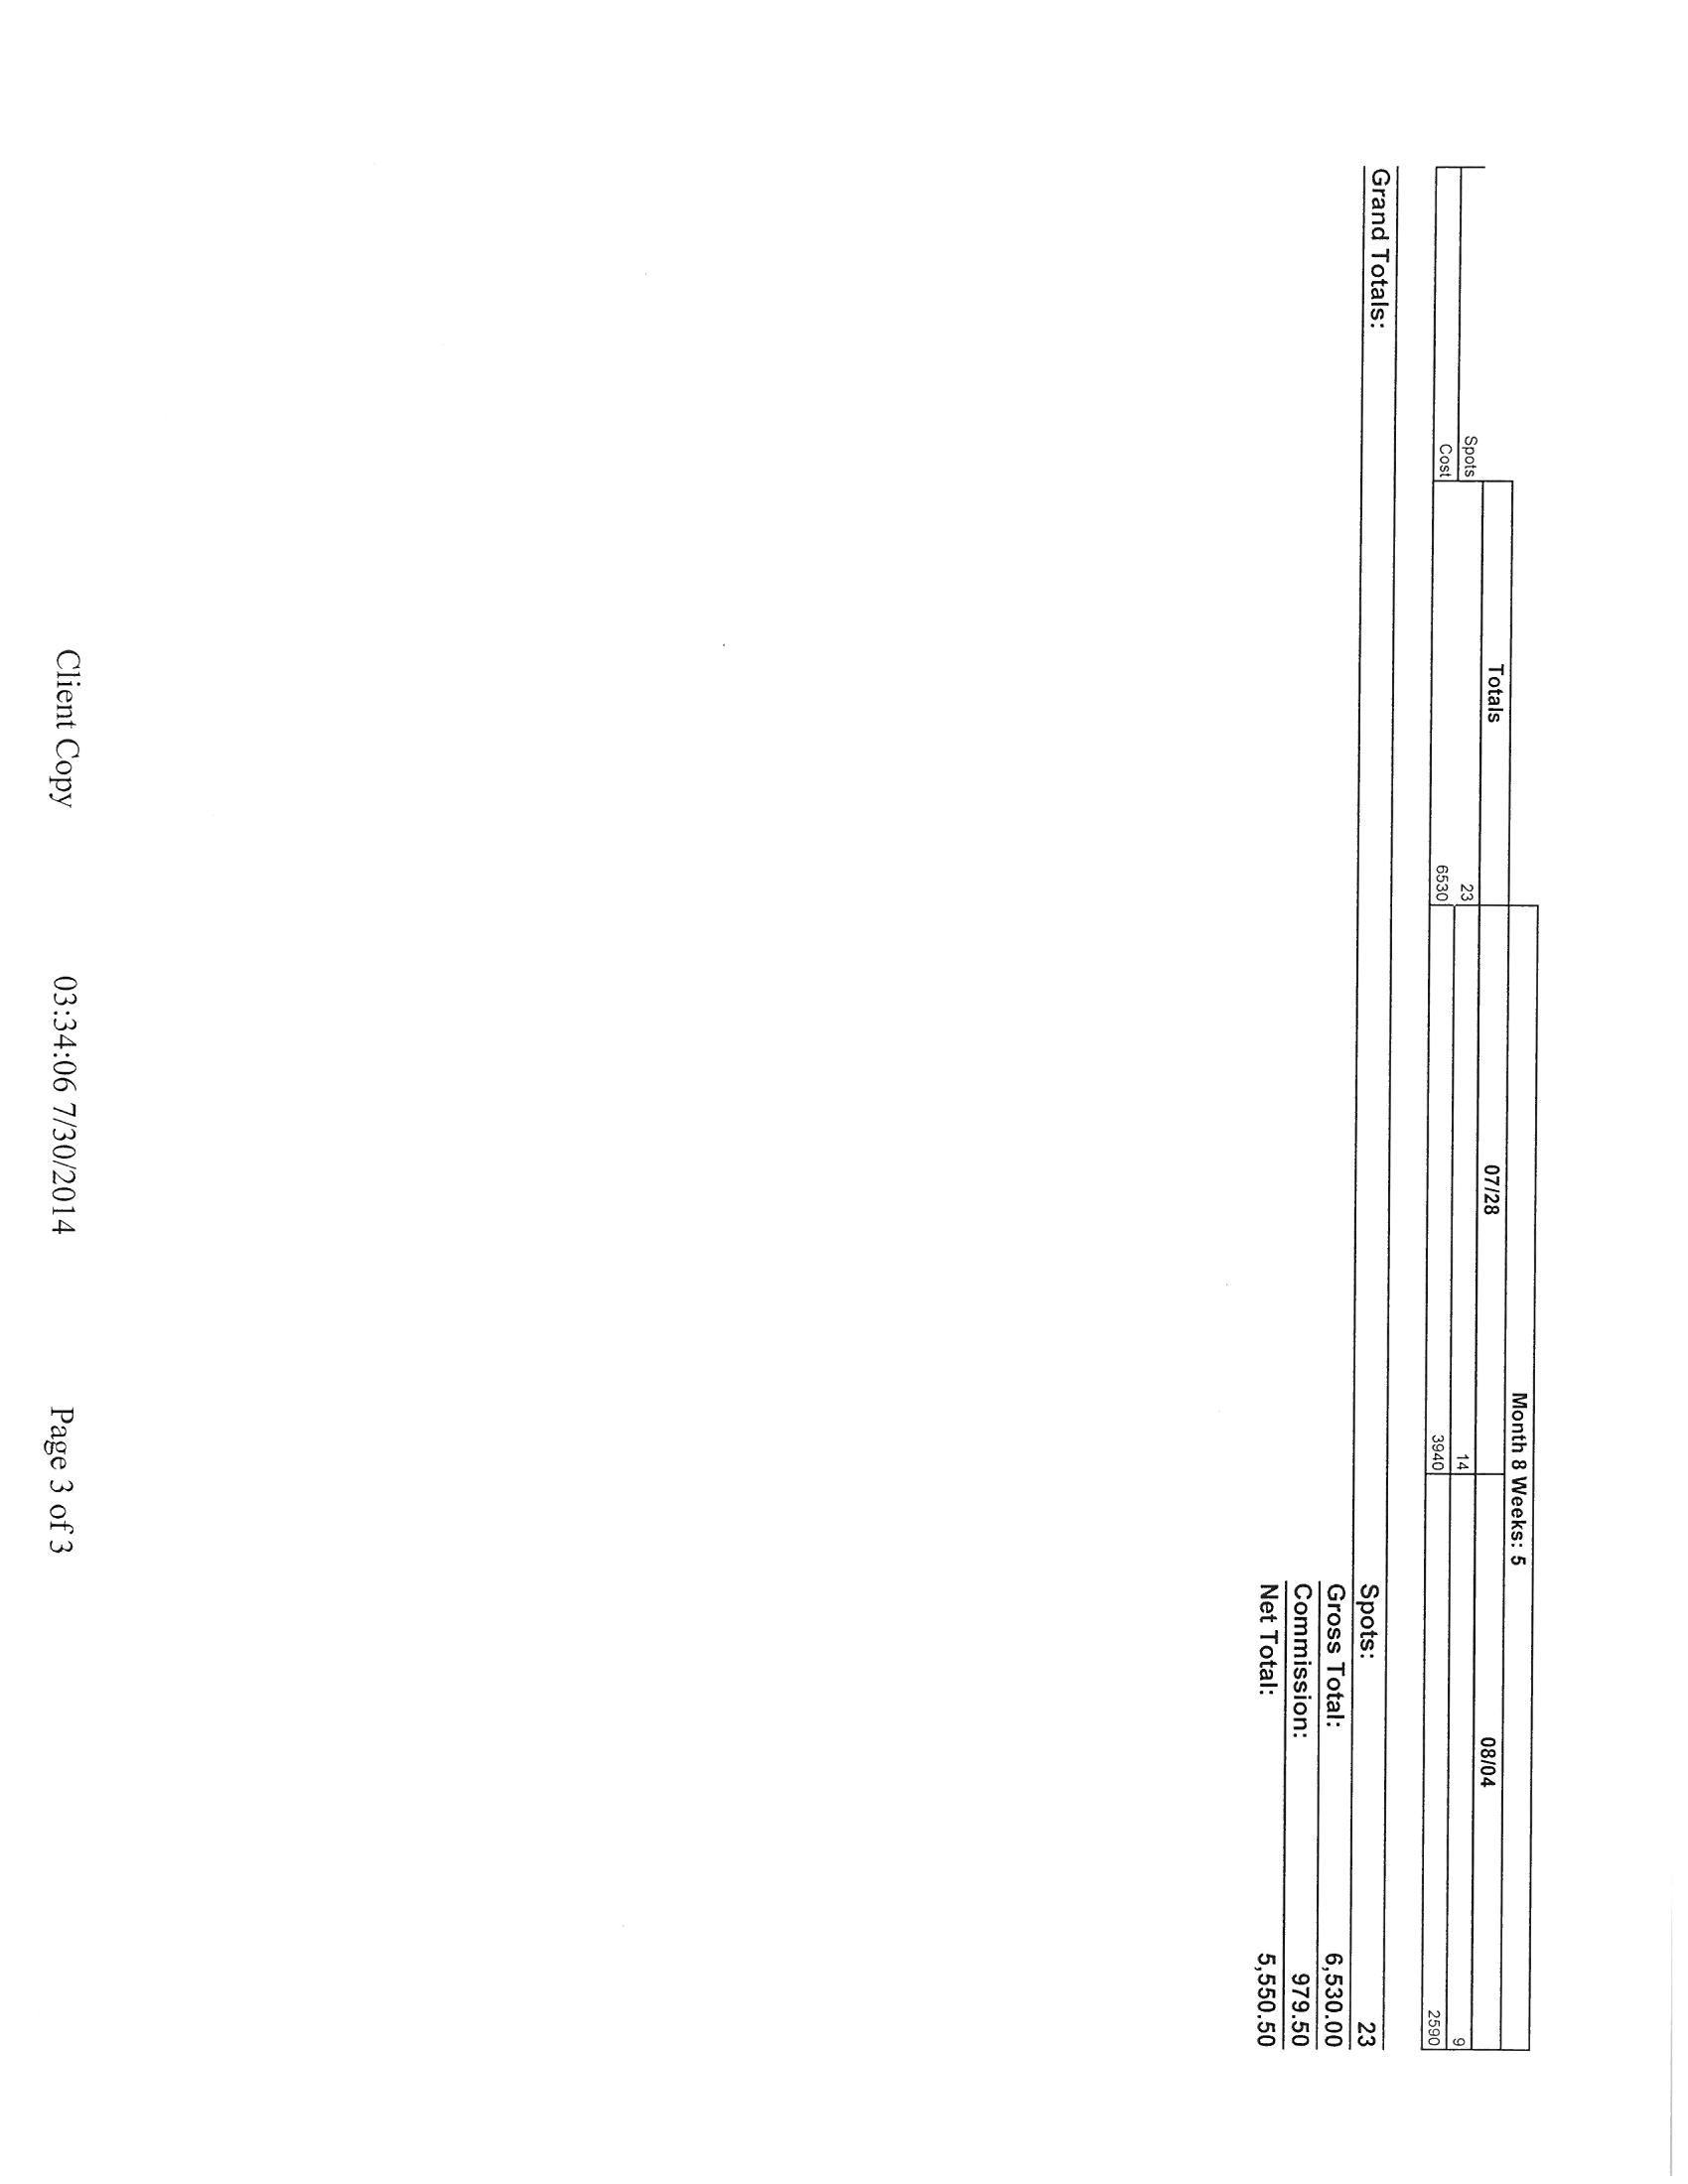 Month 8 Weeks: 5
Totals 07/28 08/04
Spots 23 14 9
Cost 6530 3940 2590
Grand Totals: Spots: 23
Gross Total: 6,530.00
Commission: 979.50
Net Total: 5,550.50
Client Copy 03:34:06 7/30/2014 Page 3 of 3